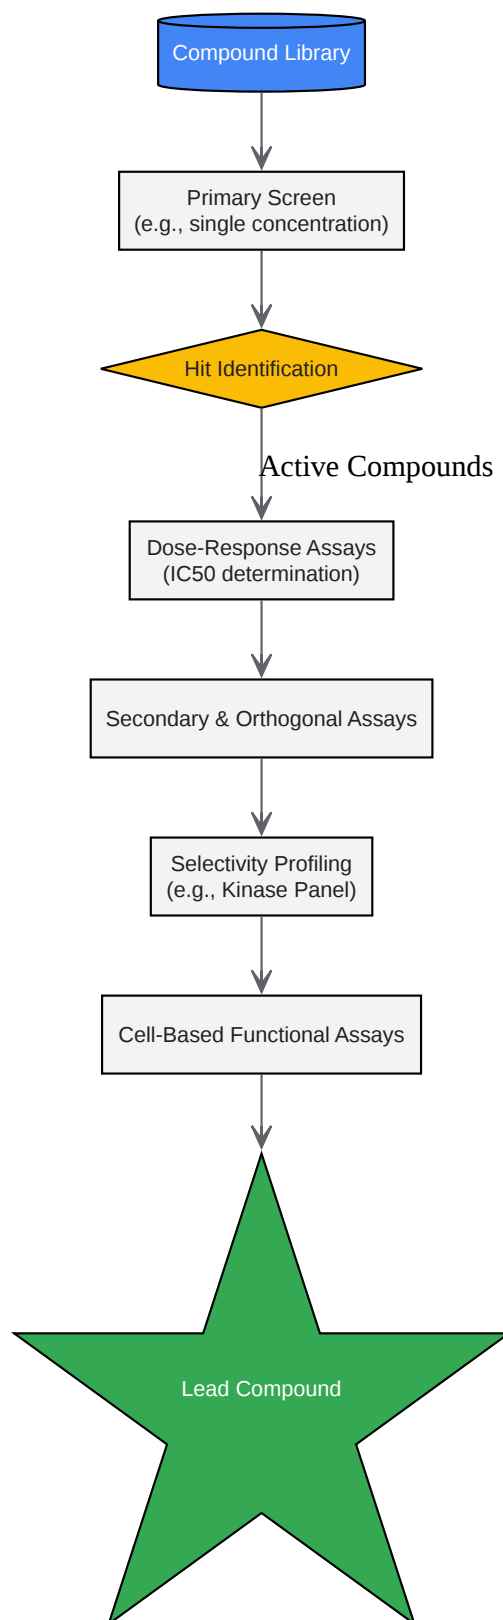 Compound Library
Primary Screen
(e.g., single concentration)
Hit Identification
Active Compounds
Dose-Response Assays
(IC50 determination)
Secondary & Orthogonal Assays
Selectivity Profiling
(e.g., Kinase Panel)
Cell-Based Functional Assays
Lead Compound